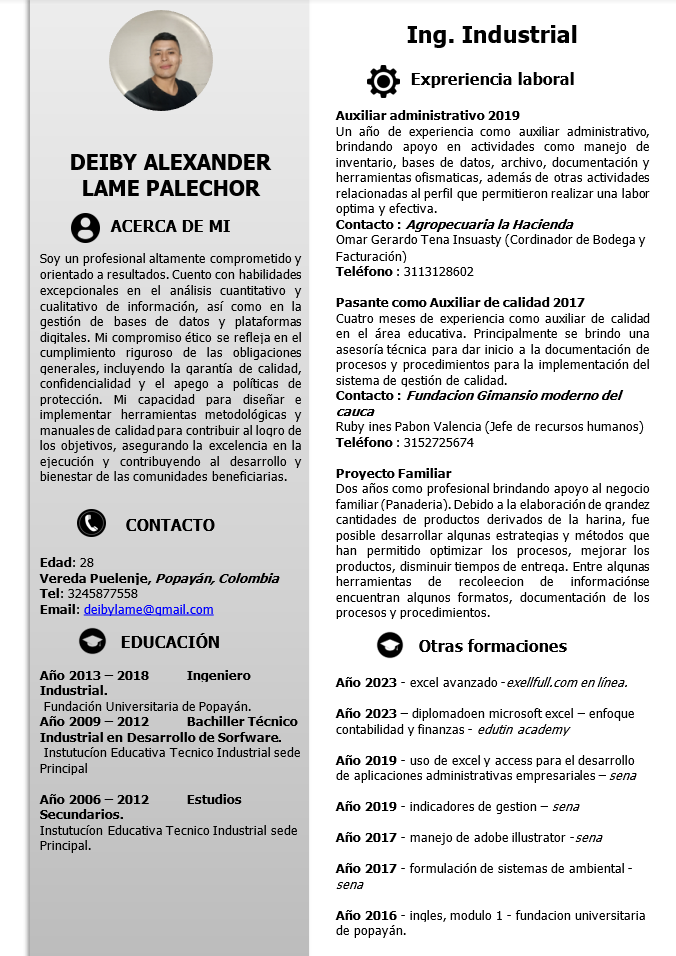 DEIBY ALEXANDER
LAME PALECHOR
ACERCA DE MI
Soy un profesional altamente comprometido y
orientado a resultados. Cuento con habilidades
excepcionales en el análisis cuantitativo y
cualitativo de información, así como en la
gestión de bases de datos y plataformas
digitales. Mi compromiso ético se refleja en el
cumplimiento riguroso de las obligaciones
generales, incluyendo la garantía de calidad,
confidencialidad y el apego a políticas de
protección. Mi capacidad para diseñar e
implementar herramientas metodológicas y
manuales de calidad para contribuir al logro de
los objetivos, asegurando la excelencia en la
ejecución y contribuyendo al desarrollo y
bienestar de las comunidades beneficiarias.
CONTACTO
Edad: 28
Vereda Puelenje, Popayán, Colombia
Tel: 3245877558
Email: deibylame@gmail.com
EDUCACIÓN
Año 2013 – 2018 Ingeniero
Industrial.
Fundación Universitaria de Popayán.
Año 2009 – 2012 Bachiller Técnico
Industrial en Desarrollo de Sorfware.
Instutucíon Educativa Tecnico Industrial sede
Principal
Año 2006 – 2012 Estudios
Secundarios.
Instutucíon Educativa Tecnico Industrial sede
Principal.
Ing. Industrial
Expreriencia laboral
Auxiliar administrativo 2019
Un año de experiencia como auxiliar administrativo,
brindando apoyo en actividades como manejo de
inventario, bases de datos, archivo, documentación y
herramientas ofismaticas, además de otras actividades
relacionadas al perfil que permitieron realizar una labor
optima y efectiva.
Contacto : Agropecuaria la Hacienda
Omar Gerardo Tena Insuasty (Cordinador de Bodega y
Facturación)
Teléfono : 3113128602
Pasante como Auxiliar de calidad 2017
Cuatro meses de experiencia como auxiliar de calidad
en el área educativa. Principalmente se brindo una
asesoría técnica para dar inicio a la documentación de
procesos y procedimientos para la implementación del
sistema de gestión de calidad.
Contacto : Fundacion Gimansio moderno del
cauca
Ruby ines Pabon Valencia (Jefe de recursos humanos)
Teléfono : 3152725674
Proyecto Familiar
Dos años como profesional brindando apoyo al negocio
familiar (Panaderia). Debido a la elaboración de grandez
cantidades de productos derivados de la harina, fue
posible desarrollar algunas estrategias y métodos que
han permitido optimizar los procesos, mejorar los
productos, disminuir tiempos de entrega. Entre algunas
herramientas de recoleecion de informaciónse
encuentran algunos formatos, documentación de los
procesos y procedimientos.
Otras formaciones
Año 2023 - excel avanzado -exellfull.com en línea.
Año 2023 – diplomadoen microsoft excel – enfoque
contabilidad y finanzas - edutin academy
Año 2019 - uso de excel y access para el desarrollo
de aplicaciones administrativas empresariales – sena
Año 2019 - indicadores de gestion – sena
Año 2017 - manejo de adobe illustrator -sena
Año 2017 - formulación de sistemas de ambiental -
sena
Año 2016 - ingles, modulo 1 - fundacion universitaria
de popayán.